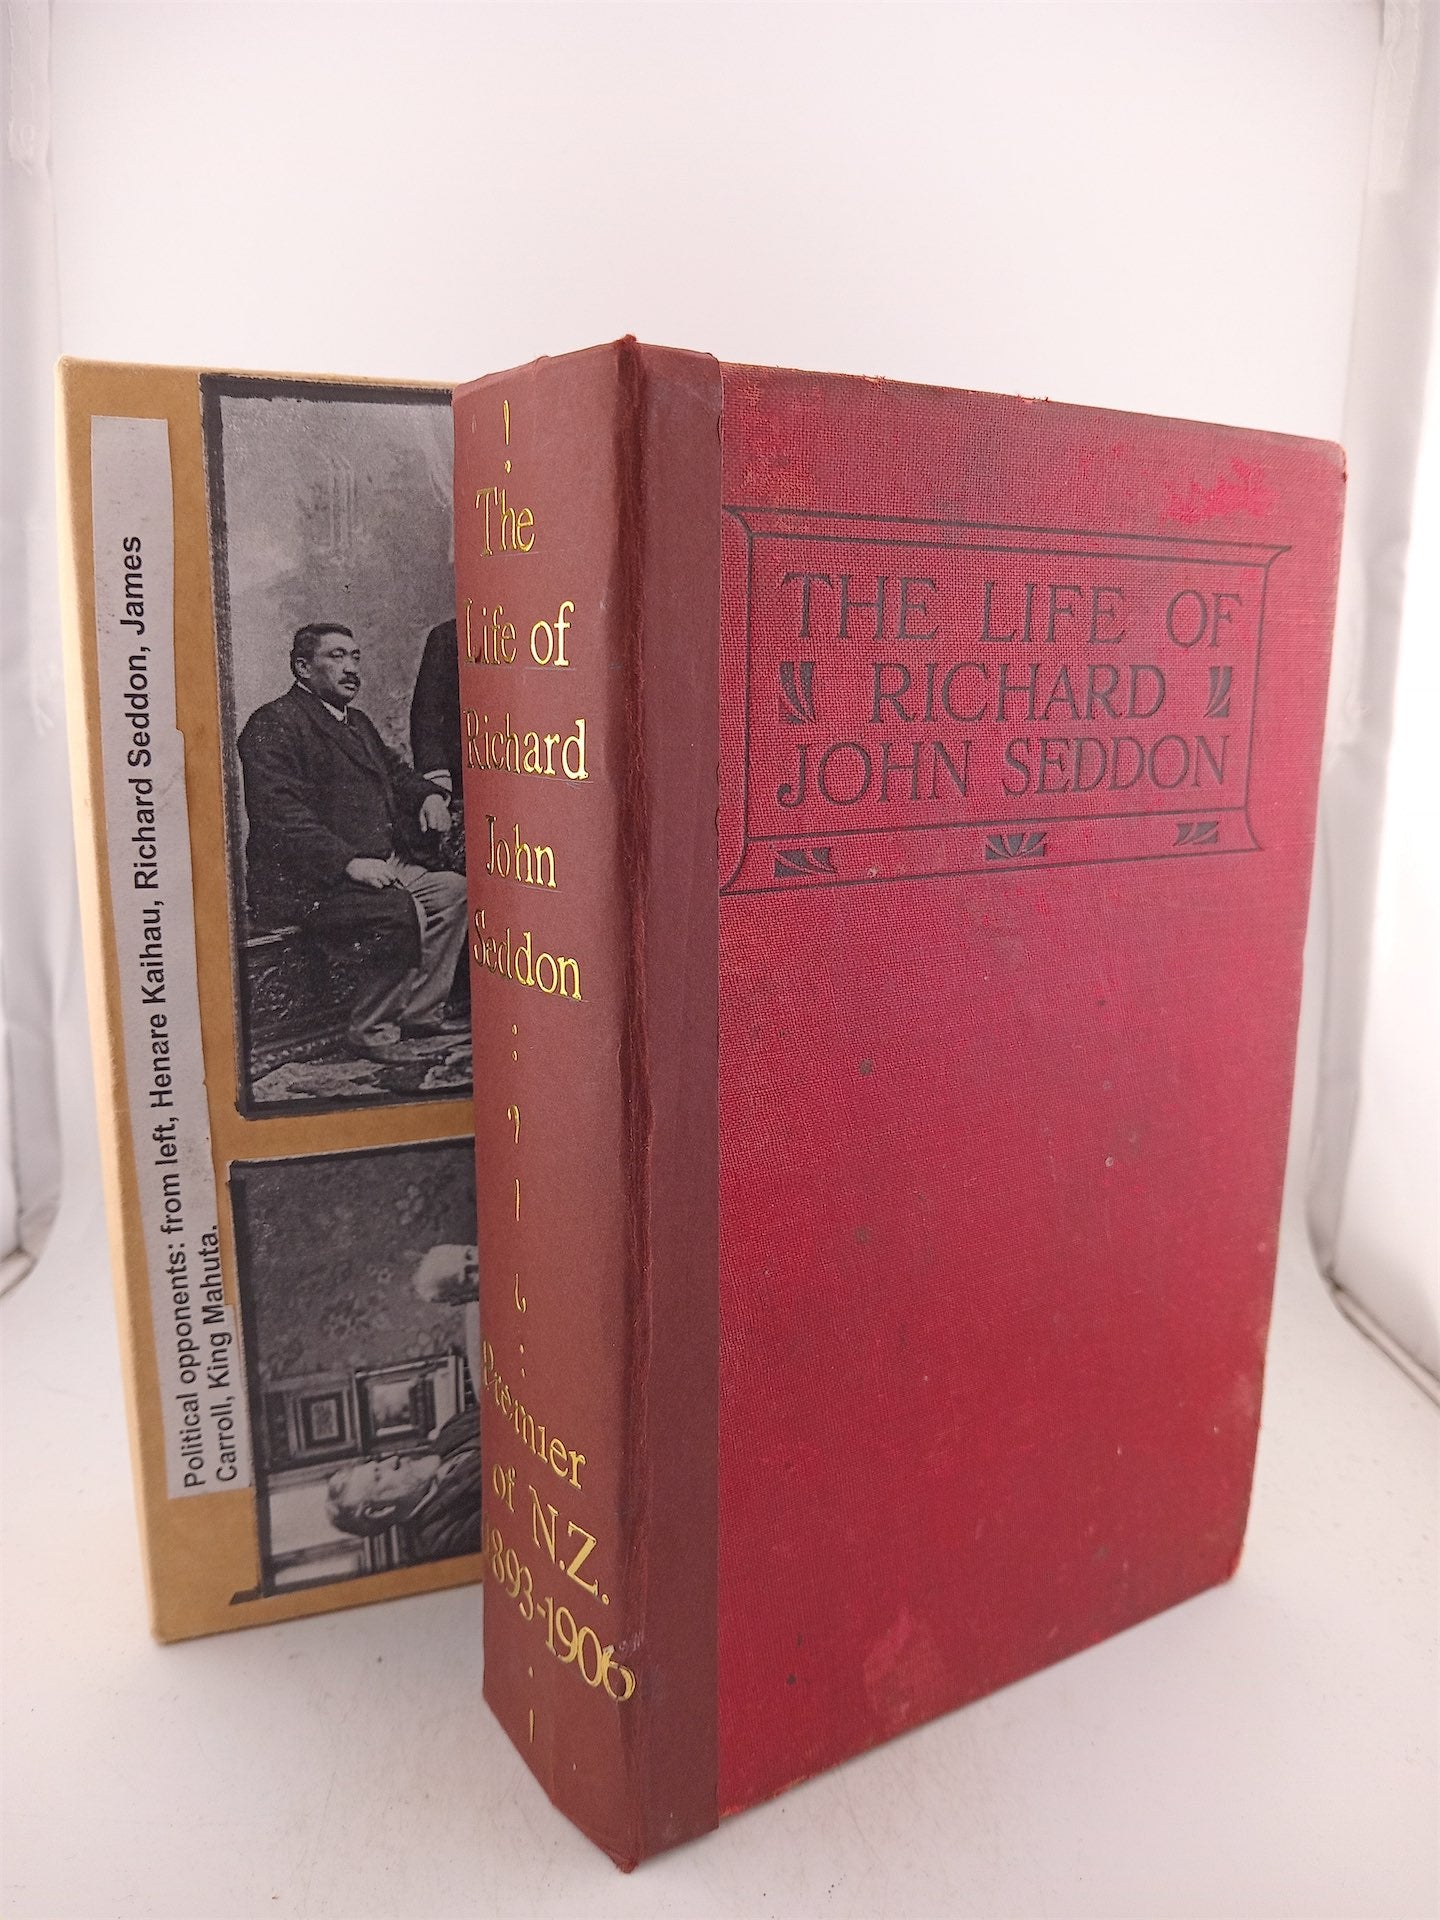 Political opponents: from left, Henare Kaihau, Richard Seddon, James
Carroll, King Mahuta.
The
Life of
Richard
John
Seddon
Premier
of N.Z.
1893-1906
THE LIFE OF
RICHARD
JOHN SEDDON